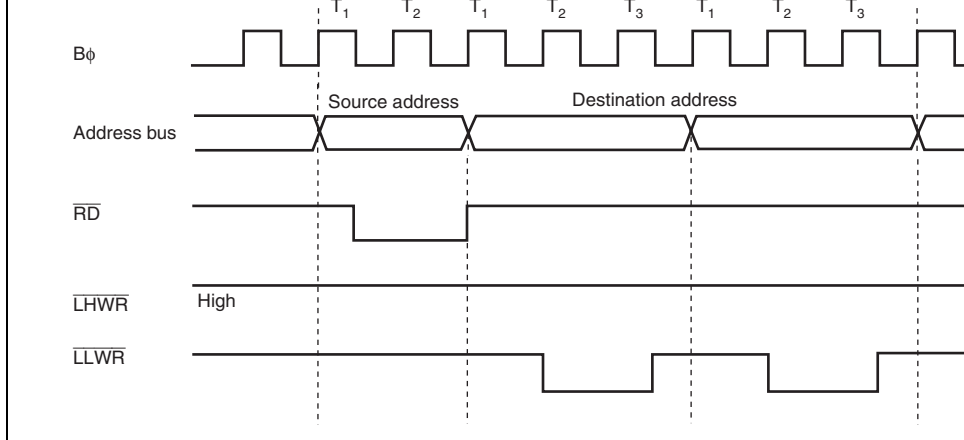 T1 T2 T1 T2 T3 T1 T2 T3
Bϕ
Source address Destination address
Address bus
RD
LHWR High
LLWR